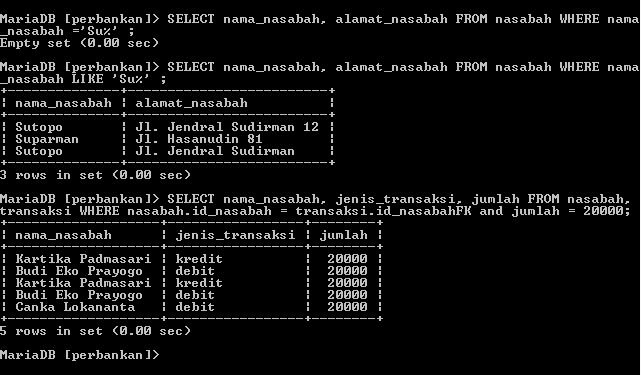 MariaDB [perbankan]> SELECT nama_nasabah, alamat_nasabah FROM nasabah WHERE nama
_nasabah ='Su%' ;
Empty set (0.00 sec)
MariaDB [perbankan]> SELECT nama_nasabah, alamat_nasabah FROM nasabah WHERE nama
_nasabah LIKE 'Su%' ;
+--------------+-------------------------+
| nama_nasabah | alamat_nasabah          |
+--------------+-------------------------+
| Sutopo       | Jl. Jendral Sudirman 12 |
| Suparman     | Jl. Hasanudin 81        |
| Sutopo       | Jl. Jendral Sudirman    |
+--------------+-------------------------+
3 rows in set (0.00 sec)
MariaDB [perbankan]> SELECT nama_nasabah, jenis_transaksi, jumlah FROM nasabah,
transaksi WHERE nasabah.id_nasabah = transaksi.id_nasabahFK and jumlah = 20000;
+-------------------+-----------------+--------+
| nama_nasabah      | jenis_transaksi | jumlah |
+-------------------+-----------------+--------+
| Kartika Padmasari | kredit          |  20000 |
| Budi Eko Prayogo  | debit           |  20000 |
| Kartika Padmasari | kredit          |  20000 |
| Budi Eko Prayogo  | debit           |  20000 |
| Canka Lokananta   | debit           |  20000 |
+-------------------+-----------------+--------+
5 rows in set (0.00 sec)
MariaDB [perbankan]>